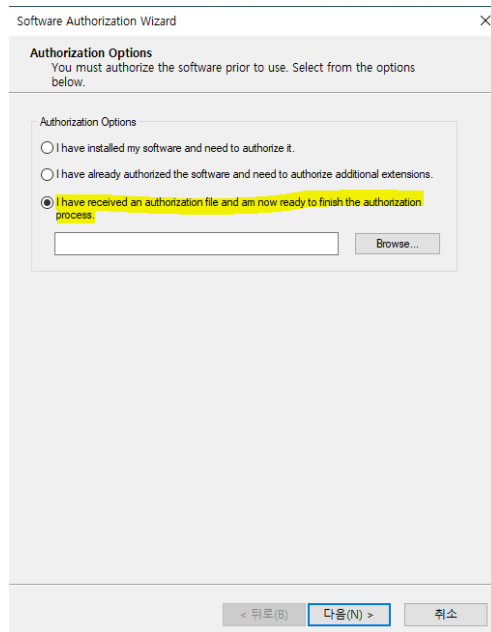 Software Authorization Wizard
Authorization Options
You must authorize the software prior to use. Select from the options
below.
Authorization Options
I have installed my software and need to authorize it.
I have already authorized the software and need to authorize additional extensions.
I have received an authorization file and am now ready to finish the authorization
process.
Browse...
< 뒤로(B)
다음(N) >
취소